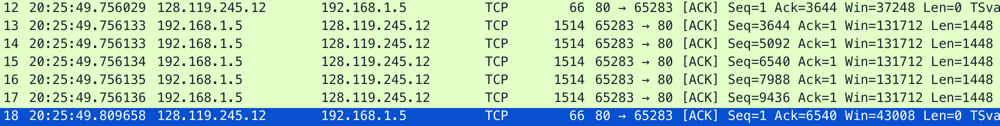 12 20:25:49.756029 128.119.245.12 192.168.1.5 TCP 66 80 → 65283 [ACK] Seq=1 Ack=3644 Win=37248 Len=0 TSva
13 20:25:49.756133 192.168.1.5 128.119.245.12 TCP 1514 65283 → 80 [ACK] Seq=3644 Ack=1 Win=131712 Len=1448
14 20:25:49.756133 192.168.1.5 128.119.245.12 TCP 1514 65283 → 80 [ACK] Seq=5092 Ack=1 Win=131712 Len=1448
15 20:25:49.756134 192.168.1.5 128.119.245.12 TCP 1514 65283 → 80 [ACK] Seq=6540 Ack=1 Win=131712 Len=1448
16 20:25:49.756135 192.168.1.5 128.119.245.12 TCP 1514 65283 → 80 [ACK] Seq=7988 Ack=1 Win=131712 Len=1448
17 20:25:49.756136 192.168.1.5 128.119.245.12 TCP 1514 65283 → 80 [ACK] Seq=9436 Ack=1 Win=131712 Len=1448
18 20:25:49.809658 128.119.245.12 192.168.1.5 TCP 66 80 → 65283 [ACK] Seq=1 Ack=6540 Win=43008 Len=0 TSva